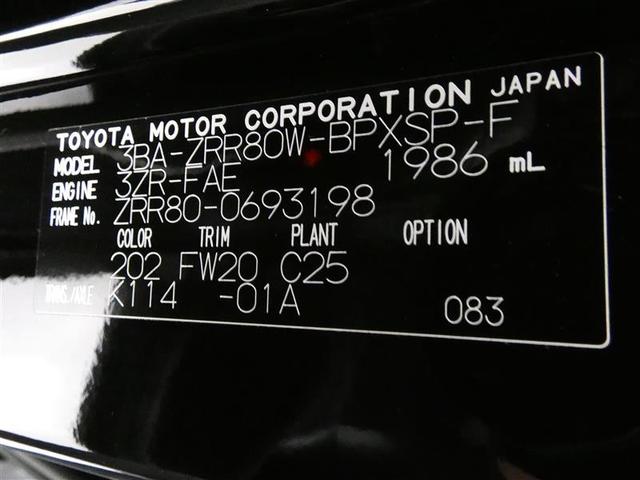 TOYOTA MOTOR CORPORATION JAPAN
MODEL 3BA-ZRR80W-BPXSP-F
ENGINE 3ZR-FAE 1986 mL
FRAME No. ZRR80-0693198
COLOR TRIM PLANT OPTION
202 FW20 C25
TRANS./AXLE K114 -01A 083